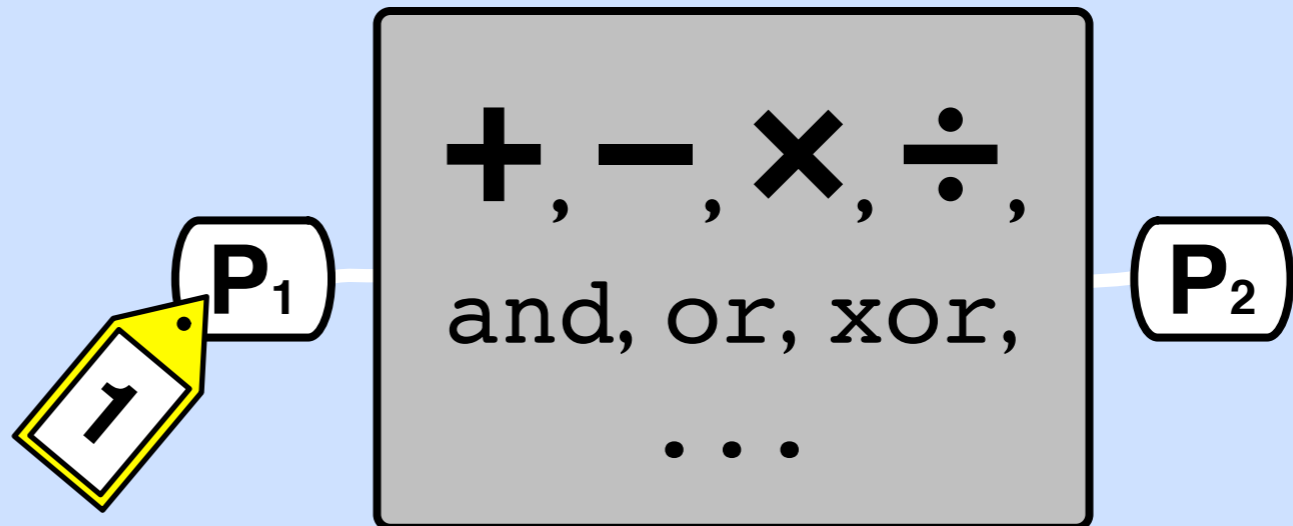 +, −, ×, ÷,
P₁
P₂
and, or, xor,
1
...